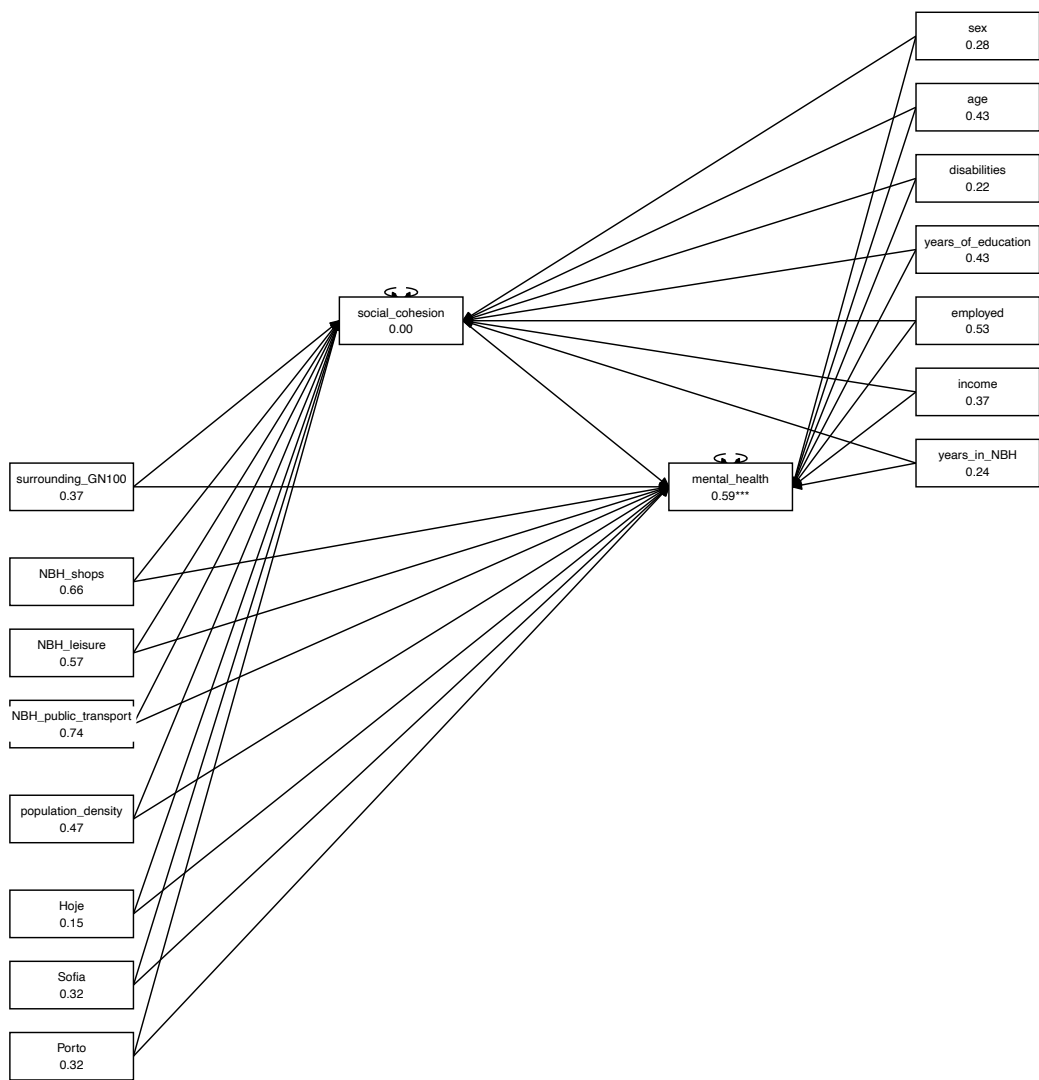 sex
0.28
age
0.43
disabilities
0.22
years_of_education
0.43
social_cohesion
0.00
employed
0.53
income
0.37
years_in_NBH
0.24
surrounding_GN100
0.37
mental_health
0.59***
NBH_shops
0.66
NBH_leisure
0.57
NBH_public_transport
0.74
population_density
0.47
Hoje
0.15
Sofia
0.32
Porto
0.32